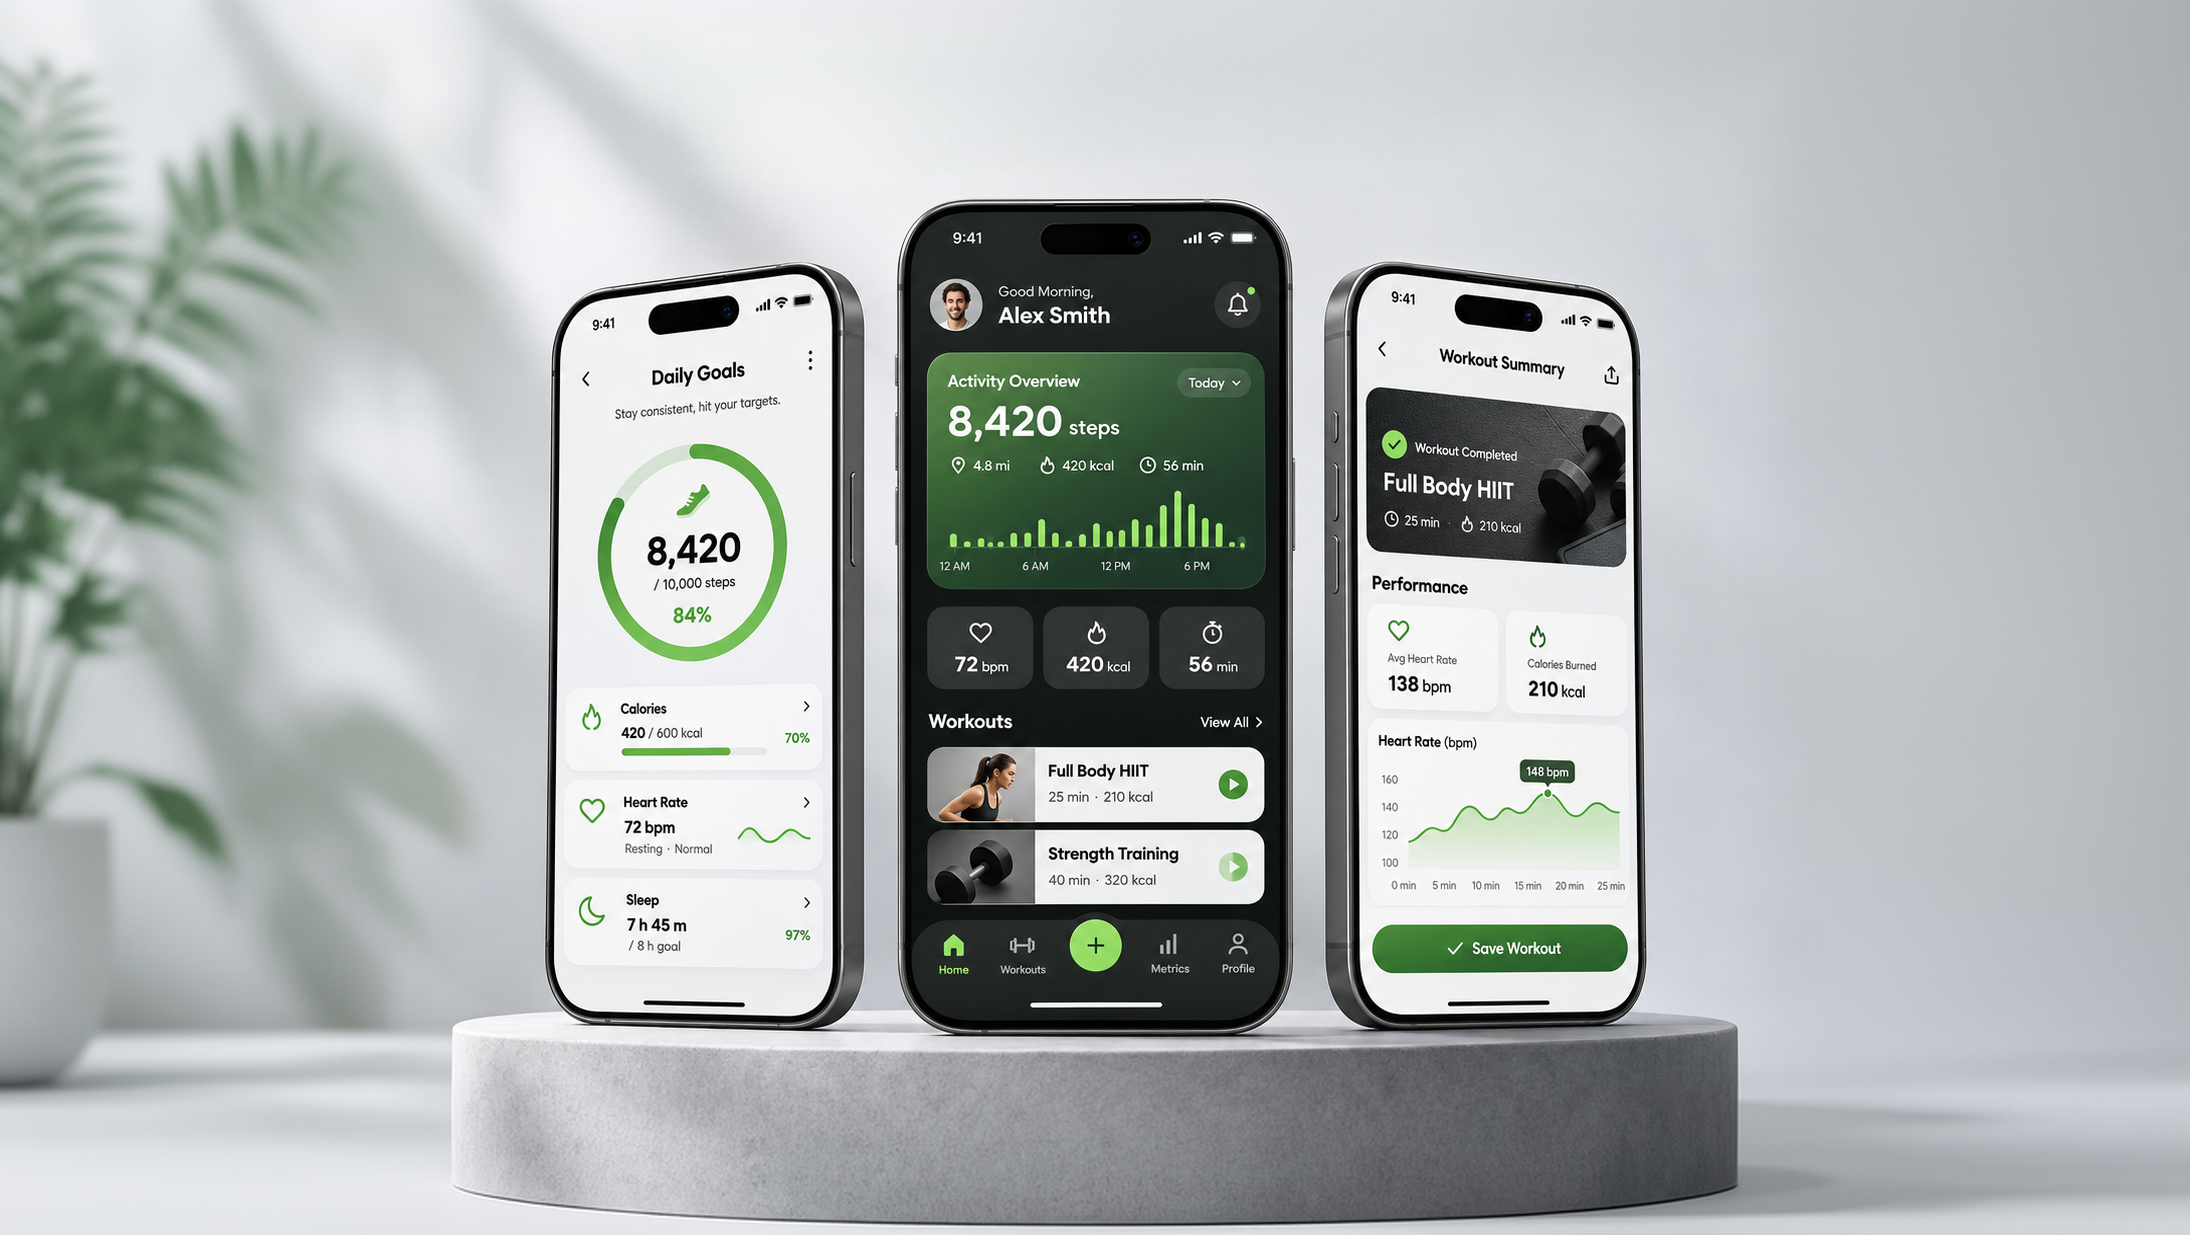 9:41
Daily Goals
Stay consistent, hit your targets.
8,420
/ 10,000 steps
84%
Calories
420 / 600 kcal
70%
Heart Rate
72 bpm
Resting · Normal
Sleep
7 h 45 m
/ 8 h goal
97%
9:41
Good Morning,
Alex Smith
Activity Overview
Today
8,420 steps
4.8 mi
420 kcal
56 min
12 AM
6 AM
12 PM
6 PM
72 bpm
420 kcal
56 min
Workouts
View All
Full Body HIIT
25 min · 210 kcal
Strength Training
40 min · 320 kcal
Home
Workouts
Metrics
Profile
9:41
Workout Summary
Workout Completed
Full Body HIIT
25 min · 210 kcal
Performance
Avg Heart Rate
138 bpm
Calories Burned
210 kcal
Heart Rate (bpm)
148 bpm
160
140
120
100
0 min
5 min
10 min
15 min
20 min
25 min
Save Workout